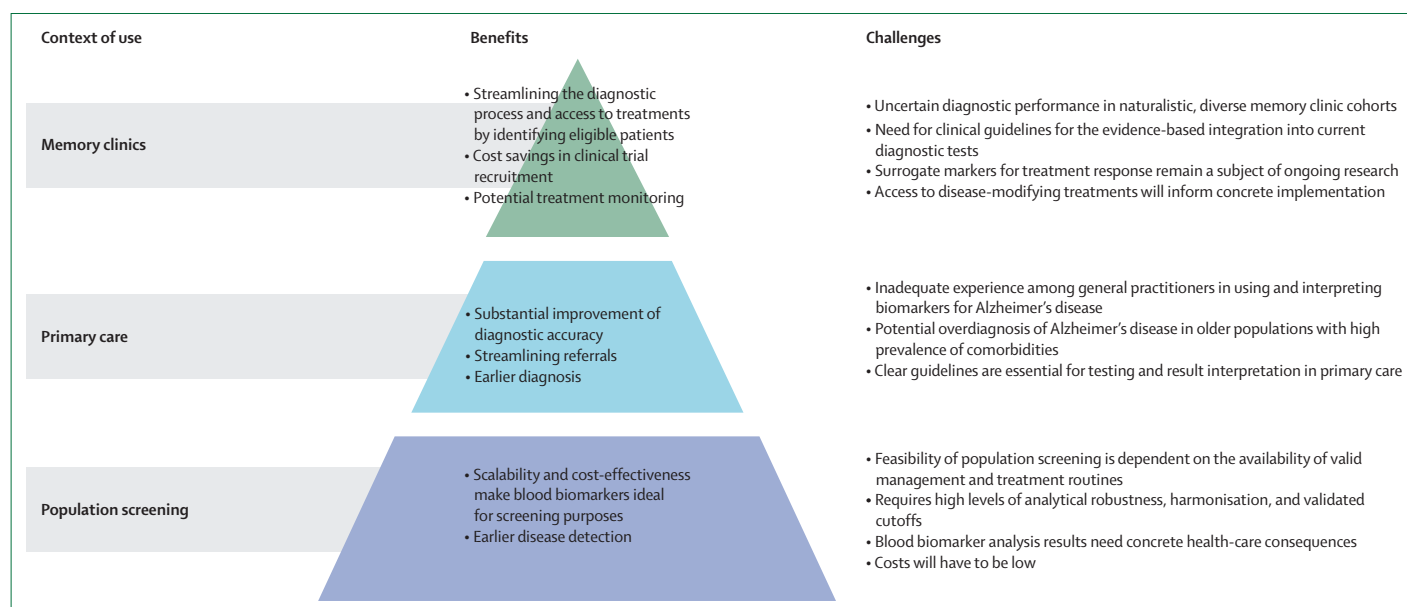 Context of use
Benefits
Challenges
Memory clinics
• Streamlining the diagnostic
process and access to treatments
by identifying eligible patients
• Cost savings in clinical trial
recruitment
• Potential treatment monitoring
• Uncertain diagnostic performance in naturalistic, diverse memory clinic cohorts
• Need for clinical guidelines for the evidence-based integration into current
diagnostic tests
• Surrogate markers for treatment response remain a subject of ongoing research
• Access to disease-modifying treatments will inform concrete implementation
Primary care
• Substantial improvement of
diagnostic accuracy
• Streamlining referrals
• Earlier diagnosis
• Inadequate experience among general practitioners in using and interpreting
biomarkers for Alzheimer’s disease
• Potential overdiagnosis of Alzheimer’s disease in older populations with high
prevalence of comorbidities
• Clear guidelines are essential for testing and result interpretation in primary care
Population screening
• Scalability and cost-effectiveness
make blood biomarkers ideal
for screening purposes
• Earlier disease detection
• Feasibility of population screening is dependent on the availability of valid
management and treatment routines
• Requires high levels of analytical robustness, harmonisation, and validated
cutoffs
• Blood biomarker analysis results need concrete health-care consequences
• Costs will have to be low